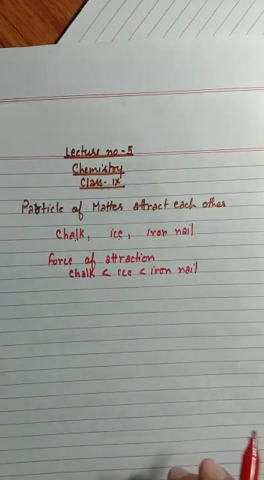 Lecture no-5
Chemistry
Class-IX
Particle of Matter attract each other
Chalk, ice, iron nail
Force of attraction
Chalk < ice < iron nail